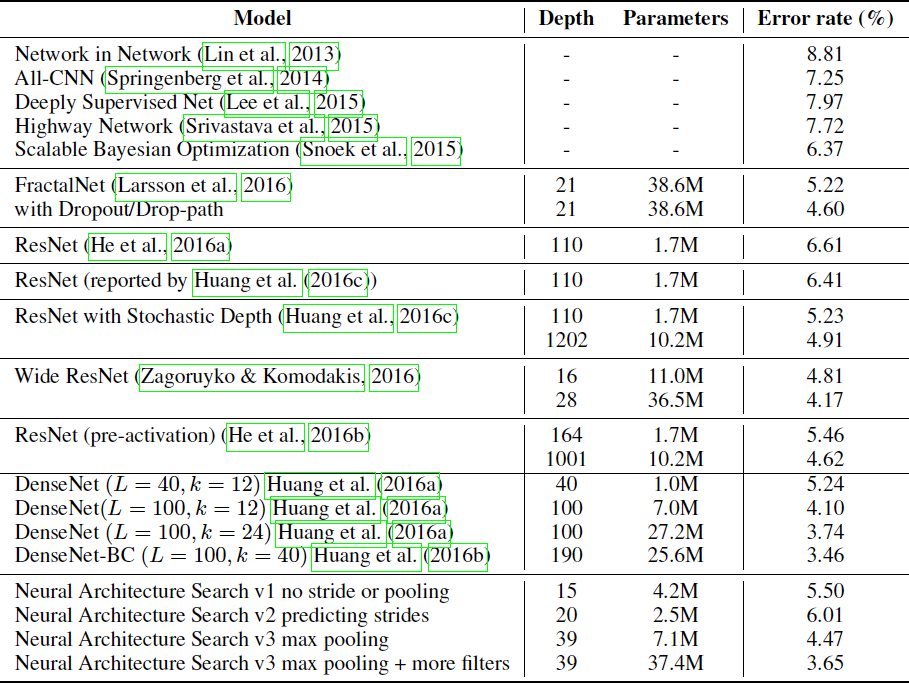 Model Depth Parameters Error rate (%)
Network in Network (Lin et al., 2013) - - 8.81
All-CNN (Springenberg et al., 2014) - - 7.25
Deeply Supervised Net (Lee et al., 2015) - - 7.97
Highway Network (Srivastava et al., 2015) - - 7.72
Scalable Bayesian Optimization (Snoek et al., 2015) - - 6.37
FractalNet (Larsson et al., 2016) 21 38.6M 5.22
with Dropout/Drop-path 21 38.6M 4.60
ResNet (He et al., 2016a) 110 1.7M 6.61
ResNet (reported by Huang et al. (2016c)) 110 1.7M 6.41
ResNet with Stochastic Depth (Huang et al., 2016c) 110 1.7M 5.23
1202 10.2M 4.91
Wide ResNet (Zagoruyko & Komodakis, 2016) 16 11.0M 4.81
28 36.5M 4.17
ResNet (pre-activation) (He et al., 2016b) 164 1.7M 5.46
1001 10.2M 4.62
DenseNet (L = 40, k = 12) Huang et al. (2016a) 40 1.0M 5.24
DenseNet(L = 100, k = 12) Huang et al. (2016a) 100 7.0M 4.10
DenseNet (L = 100, k = 24) Huang et al. (2016a) 100 27.2M 3.74
DenseNet-BC (L = 100, k = 40) Huang et al. (2016b) 190 25.6M 3.46
Neural Architecture Search v1 no stride or pooling 15 4.2M 5.50
Neural Architecture Search v2 predicting strides 20 2.5M 6.01
Neural Architecture Search v3 max pooling 39 7.1M 4.47
Neural Architecture Search v3 max pooling + more filters 39 37.4M 3.65